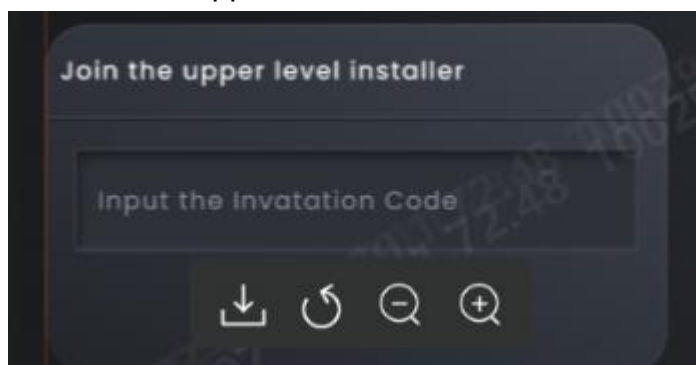 Join the upper level installer
Input the Invatation Code